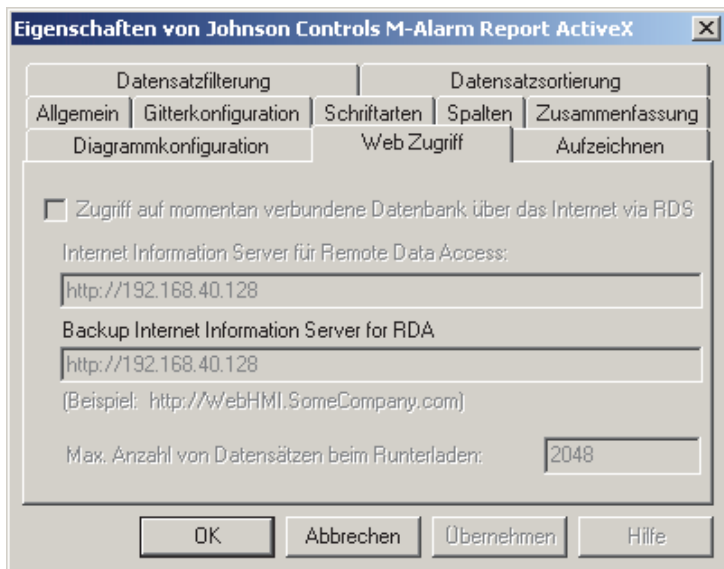 Eigenschaften von Johnson Controls M-Alarm Report ActiveX
Datensatzfilterung Datensatzsortierung
Allgemein Gitterkonfiguration Schriftarten Spalten Zusammenfassung
Diagrammkonfiguration Web Zugriff Aufzeichnen
Zugriff auf momentan verbundene Datenbank über das Internet via RDS
Internet Information Server für Remote Data Access:
http://192.168.40.128
Backup Internet Information Server for RDA
http://192.168.40.128
(Beispiel: http://WebHMI.SomeCompany.com)
Max. Anzahl von Datensätzen beim Runterladen: 2048
OK Abbrechen Übernehmen Hilfe